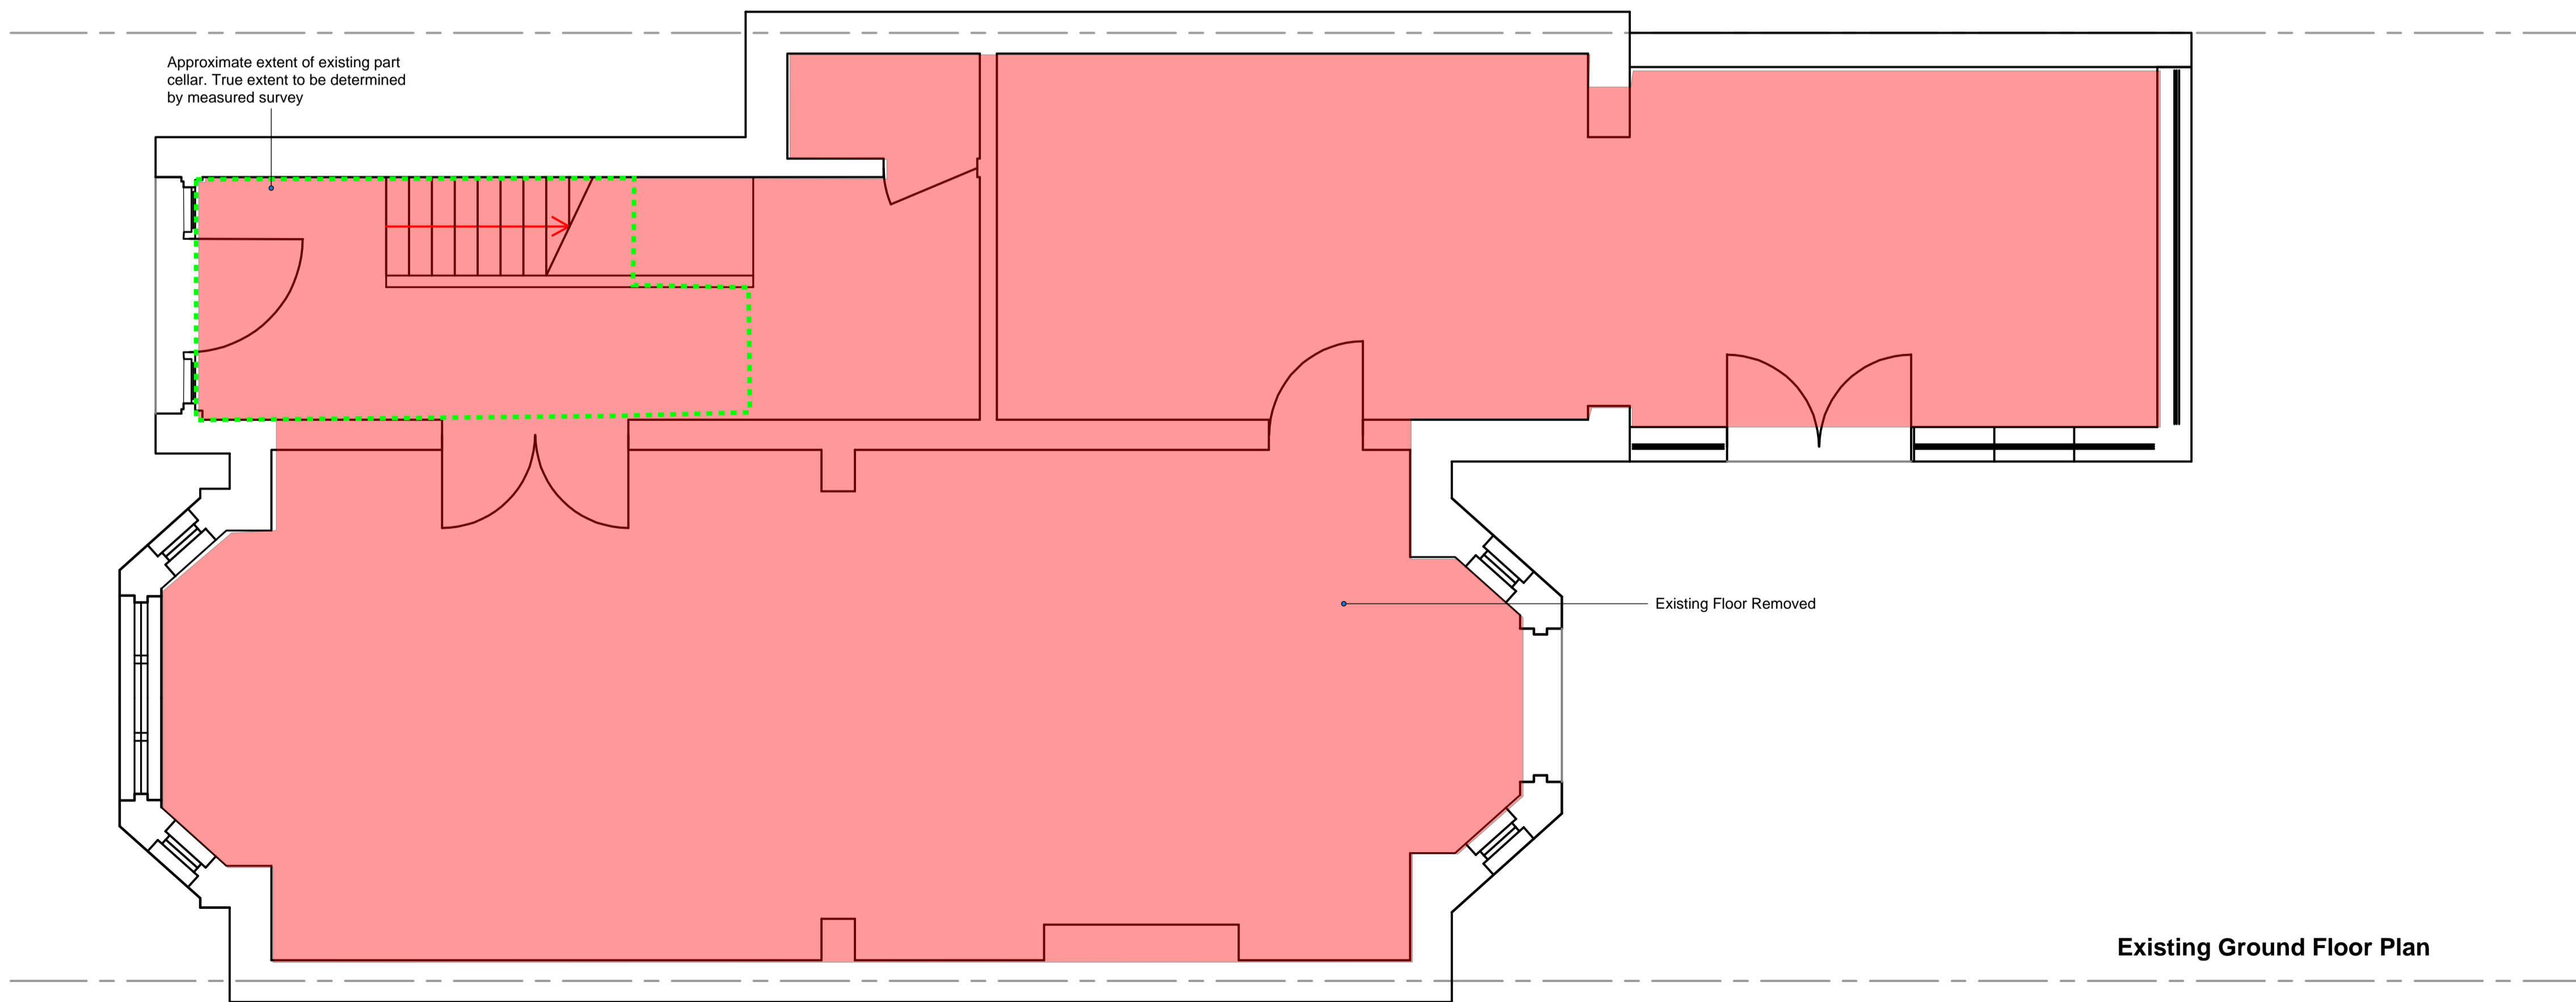 Approximate extent of existing part
cellar. True extent to be determined
by measured survey
Existing Floor Removed
Existing Ground Floor Plan